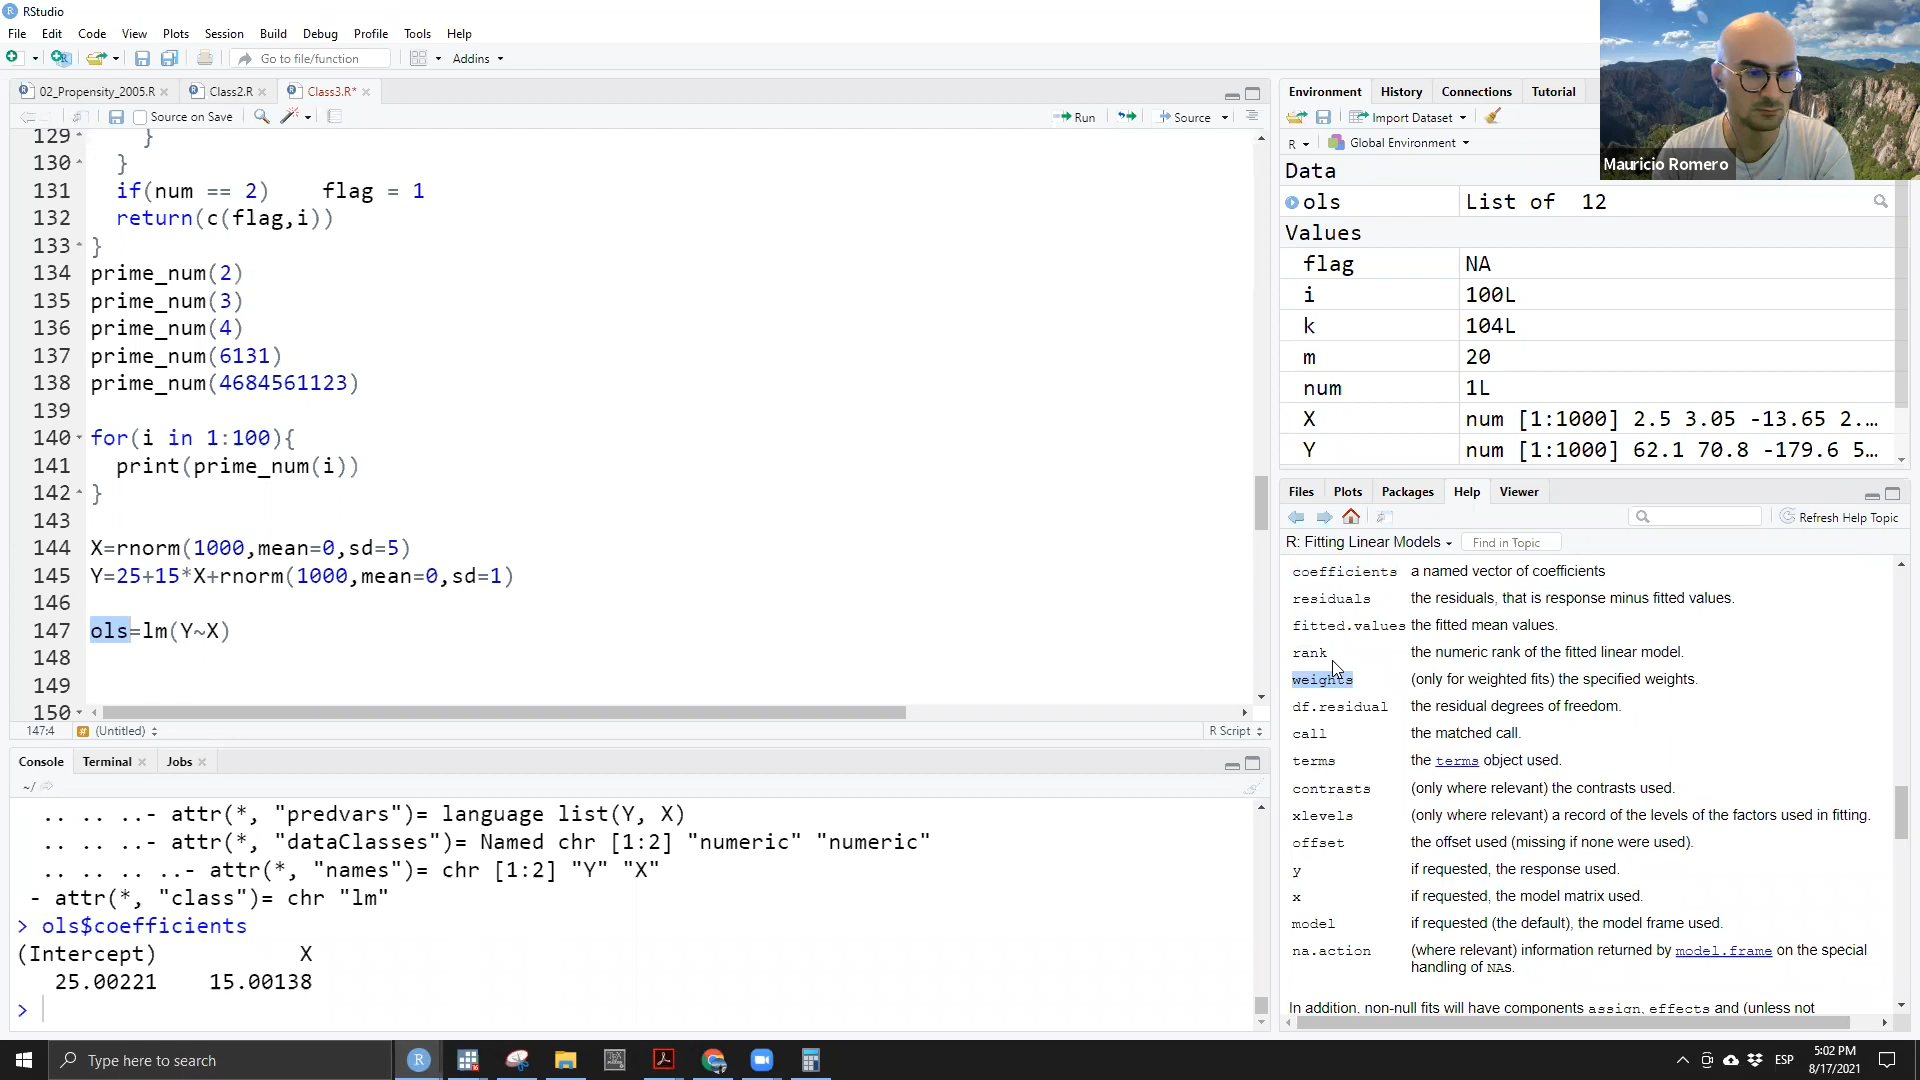 RStudio
File Edit Code View Plots Session Build Debug Profile Tools Help
Go to file/function Addins
02_Propensity_2005.R Class2.R Class3.R*
Source on Save Run Source
129 }
130 }
131 if(num == 2) flag = 1
132 return(c(flag,i))
133 }
134 prime_num(2)
135 prime_num(3)
136 prime_num(4)
137 prime_num(6131)
138 prime_num(4684561123)
139
140 for(i in 1:100){
141 print(prime_num(i))
142 }
143
144 X=rnorm(1000,mean=0,sd=5)
145 Y=25+15*X+rnorm(1000,mean=0,sd=1)
146
147 ols=lm(Y~X)
148
149
150
147:4 (Untitled) R Script
Console Terminal Jobs
~/
.. .. ..- attr(*, "predvars")= language list(Y, X)
.. .. ..- attr(*, "dataClasses")= Named chr [1:2] "numeric" "numeric"
.. .. .. ..- attr(*, "names")= chr [1:2] "Y" "X"
- attr(*, "class")= chr "lm"
> ols$coefficients
(Intercept) X
25.00221 15.00138
>
Environment History Connections Tutorial
Import Dataset
R Global Environment
Data
ols List of 12
Values
flag NA
i 100L
k 104L
m 20
num 1L
X num [1:1000] 2.5 3.05 -13.65 2.…
Y num [1:1000] 62.1 70.8 -179.6 5…
Mauricio Romero
Files Plots Packages Help Viewer
Refresh Help Topic
R: Fitting Linear Models Find in Topic
coefficients a named vector of coefficients
residuals the residuals, that is response minus fitted values.
fitted.values the fitted mean values.
rank the numeric rank of the fitted linear model.
weights (only for weighted fits) the specified weights.
df.residual the residual degrees of freedom.
call the matched call.
terms the terms object used.
contrasts (only where relevant) the contrasts used.
xlevels (only where relevant) a record of the levels of the factors used in fitting.
offset the offset used (missing if none were used).
y if requested, the response used.
x if requested, the model matrix used.
model if requested (the default), the model frame used.
na.action (where relevant) information returned by model.frame on the special
handling of NAs.
In addition, non-null fits will have components assign, effects and (unless not
Type here to search
ESP
5:02 PM
8/17/2021